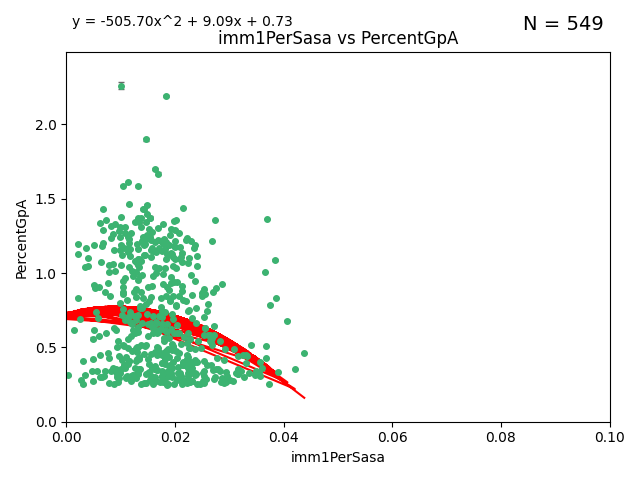 y = -505.70x^2 + 9.09x + 0.73
N = 549
imm1PerSasa vs PercentGpA
PercentGpA
2.0
1.5
1.0
0.5
0.0
0.00 0.02 0.04 0.06 0.08 0.10
imm1PerSasa